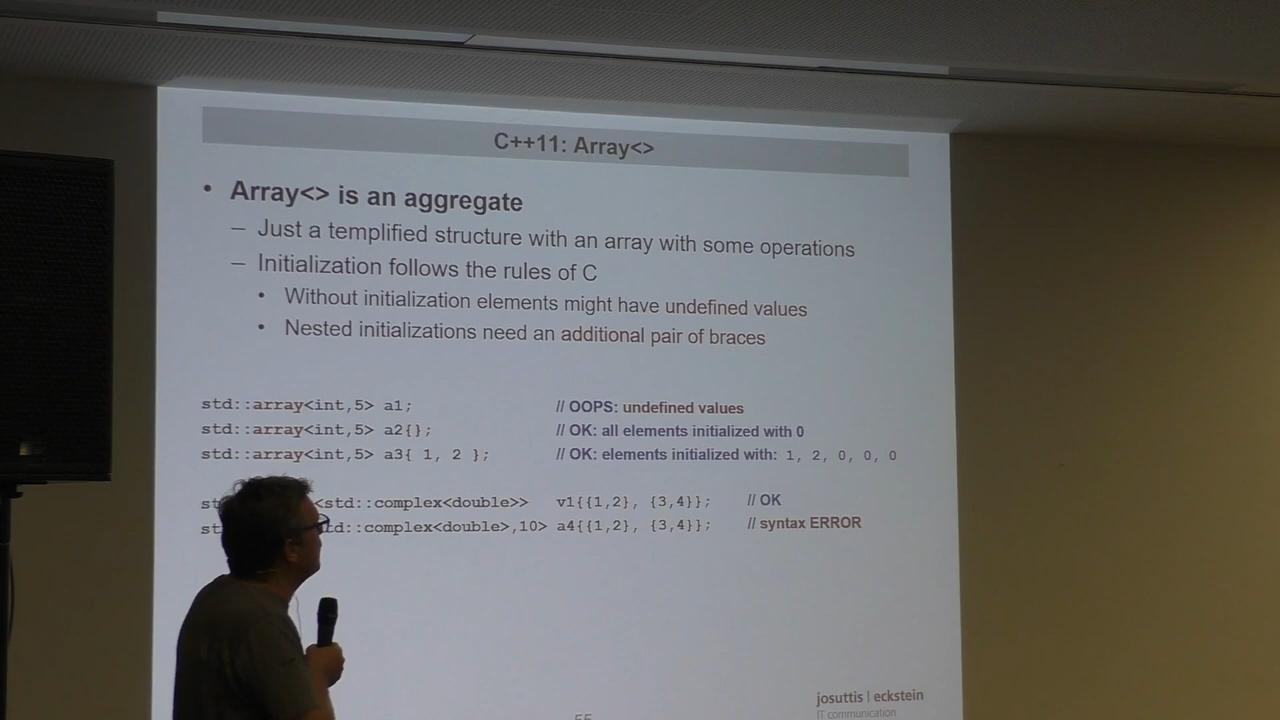 C++11: Array<>
• Array<> is an aggregate
– Just a templified structure with an array with some operations
– Initialization follows the rules of C
• Without initialization elements might have undefined values
• Nested initializations need an additional pair of braces
std::array<int,5> a1; // OOPS: undefined values
std::array<int,5> a2{}; // OK: all elements initialized with 0
std::array<int,5> a3{ 1, 2 }; // OK: elements initialized with: 1, 2, 0, 0, 0
st <std::complex<double>> v1{{1,2}, {3,4}}; // OK
st d::complex<double>,10> a4{{1,2}, {3,4}}; // syntax ERROR
josuttis | eckstein
IT communication
55